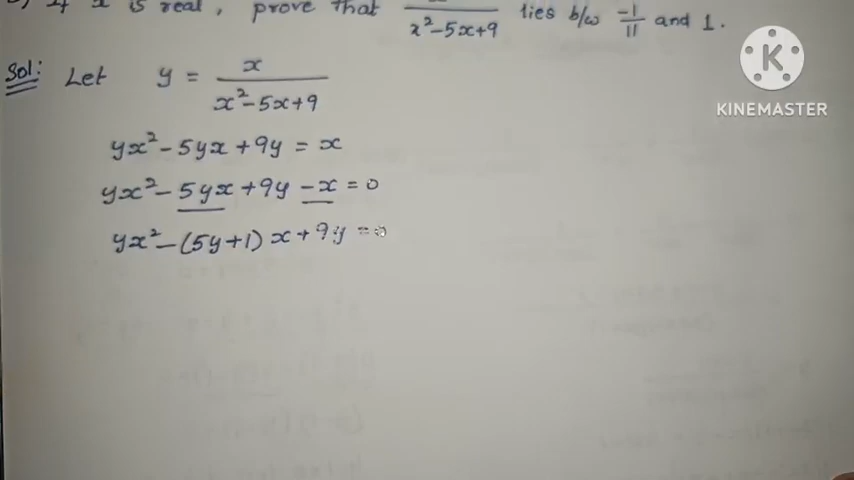 If x is real, prove that x/(x²-5x+9) lies b/w -1/11 and 1.
Sol: Let y = x/(x²-5x+9)
yx² - 5yx + 9y = x
yx² - 5yx + 9y - x = 0
yx² - (5y+1)x + 9y = 0
KINEMASTER